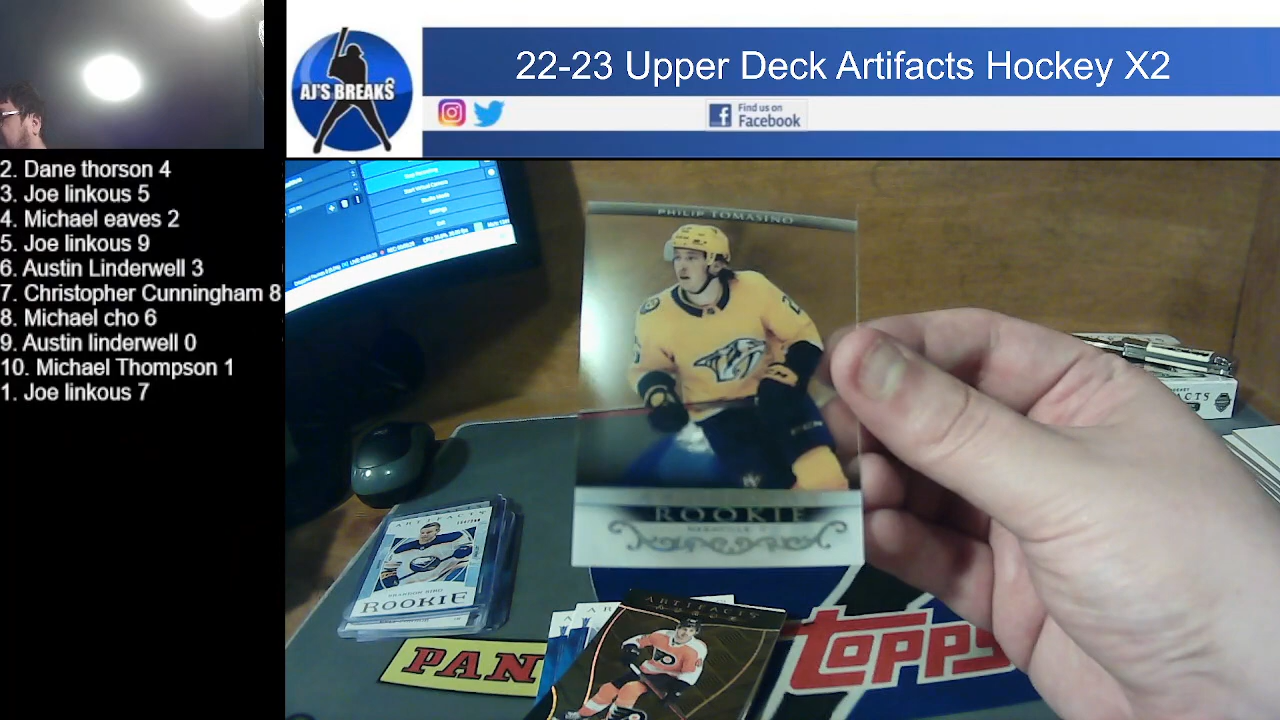 22-23 Upper Deck Artifacts Hockey X2
AJ'S BREAKS
Find us on
Facebook
2. Dane thorson 4
3. Joe linkous 5
4. Michael eaves 2
5. Joe linkous 9
6. Austin Linderwell 3
7. Christopher Cunningham 8
8. Michael cho 6
9. Austin linderwell 0
10. Michael Thompson 1
1. Joe linkous 7
PHILIP TOMASINO
ROOKIE
NASHVILLE
ARTIFACTS
ROOKIE
ARTIFACTS
PAN
TOPPS